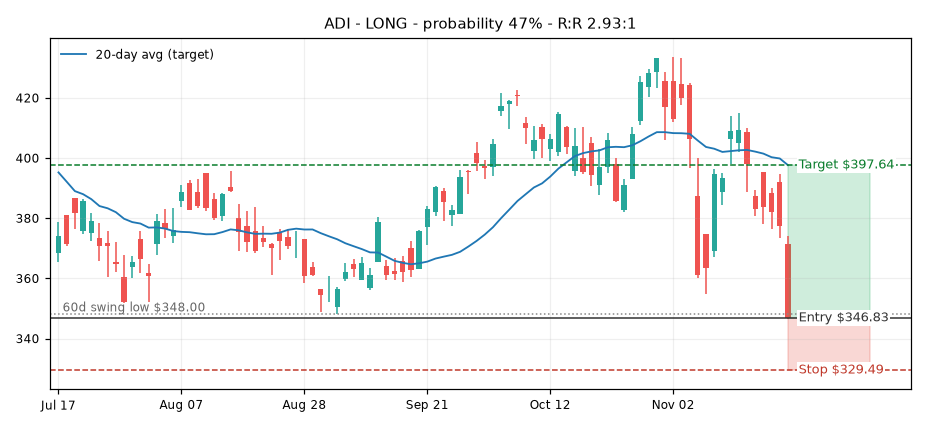 ADI - LONG - probability 47% - R:R 2.93:1
20-day avg (target)
420
400
380
360
340
Target $397.64
60d swing low $348.00
Entry $346.83
Stop $329.49
Jul 17
Aug 07
Aug 28
Sep 21
Oct 12
Nov 02